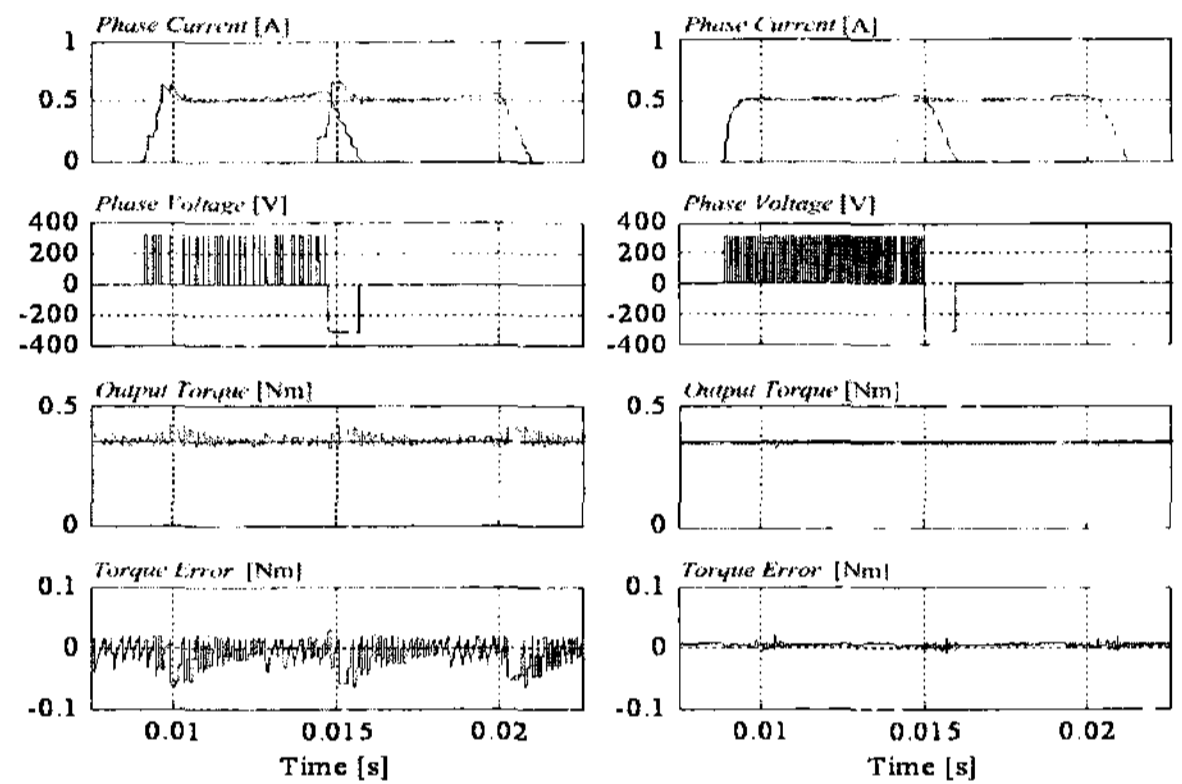 Phase Current [A]
1
0.5
0
Phase Voltage [V]
400
200
0
-200
-400
Output Torque [Nm]
0.5
0
Torque Error [Nm]
0.1
0
-0.1
0.01 0.015 0.02
Time [s]
Phase Current [A]
1
0.5
0
Phase Voltage [V]
400
200
0
-200
-400
Output Torque [Nm]
0.5
0
Torque Error [Nm]
0.1
0
-0.1
0.01 0.015 0.02
Time [s]